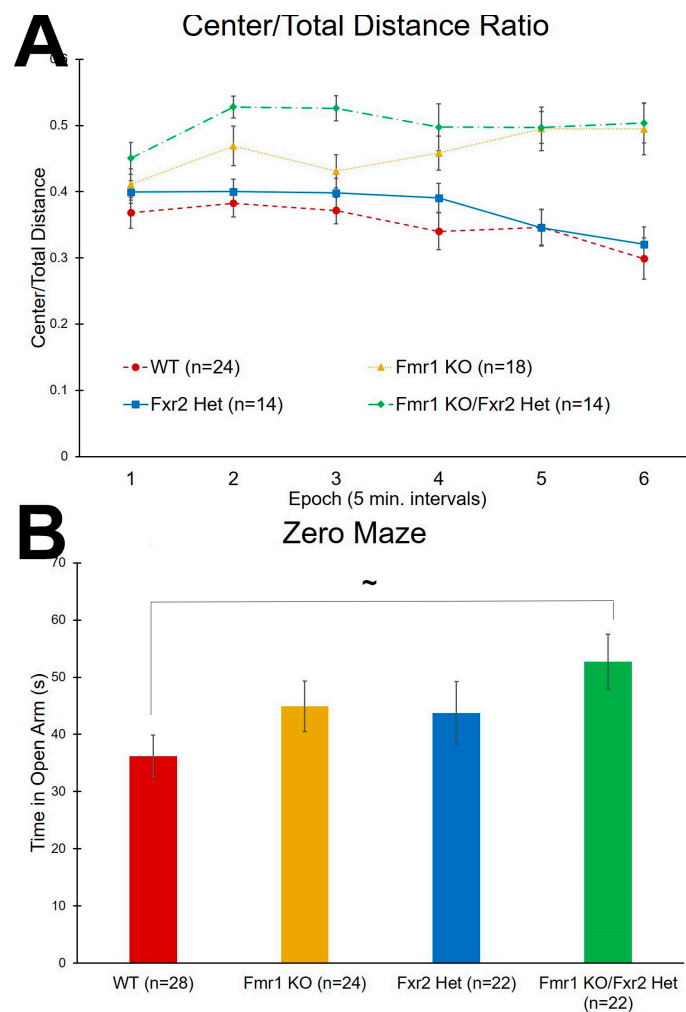 A
Center/Total Distance Ratio
Center/Total Distance
0.5
0.4
0.3
0.2
0.1
0
WT (n=24)
Fmr1 KO (n=18)
Fxr2 Het (n=14)
Fmr1 KO/Fxr2 Het (n=14)
1 2 3 4 5 6
Epoch (5 min. intervals)
B
Zero Maze
Time in Open Arm (s)
70
60
50
40
30
20
10
0
~
WT (n=28)
Fmr1 KO (n=24)
Fxr2 Het (n=22)
Fmr1 KO/Fxr2 Het
(n=22)